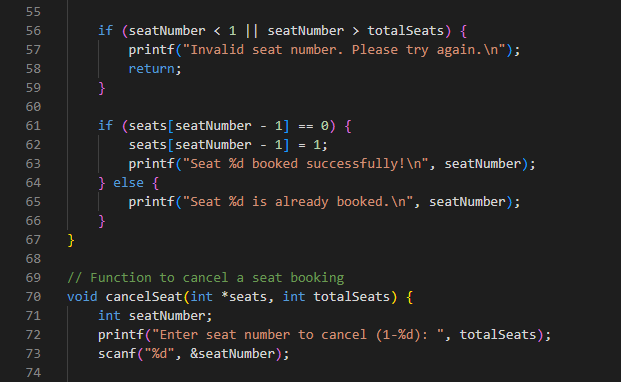 55
56 if (seatNumber < 1 || seatNumber > totalSeats) {
57 printf("Invalid seat number. Please try again.\n");
58 return;
59 }
60
61 if (seats[seatNumber - 1] == 0) {
62 seats[seatNumber - 1] = 1;
63 printf("Seat %d booked successfully!\n", seatNumber);
64 } else {
65 printf("Seat %d is already booked.\n", seatNumber);
66 }
67 }
68
69 // Function to cancel a seat booking
70 void cancelSeat(int *seats, int totalSeats) {
71 int seatNumber;
72 printf("Enter seat number to cancel (1-%d): ", totalSeats);
73 scanf("%d", &seatNumber);
74